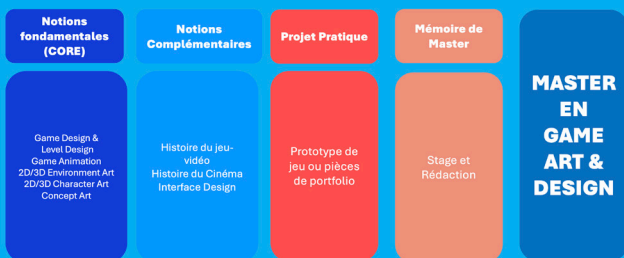 Notions
fondamentales
(CORE)
Game Design &
Level Design
Game Animation
2D/3D Environment Art
2D/3D Character Art
Concept Art
Notions
Complémentaires
Histoire du jeu-
vidéo
Histoire du Cinéma
Interface Design
Projet Pratique
Prototype de
jeu ou pièces
de portfolio
Mémoire de
Master
Stage et
Rédaction
MASTER
EN
GAME
ART &
DESIGN